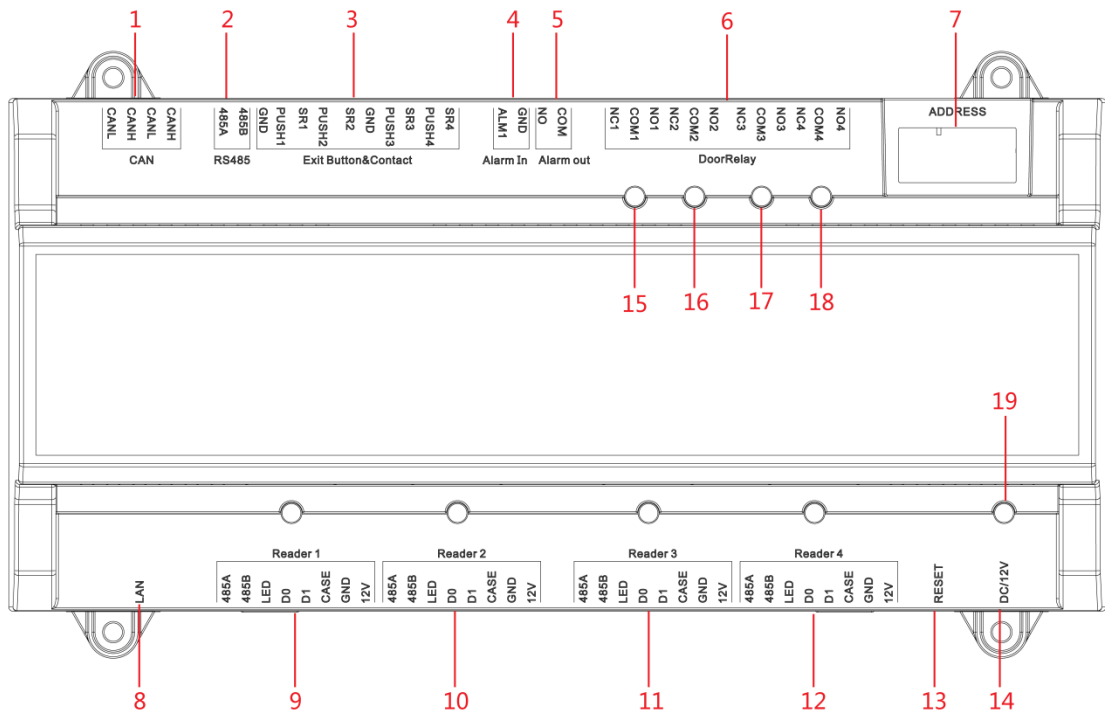 1 2 3 4 5 6 7
CANL CANH CANL CANH 485A 485B GND PUSH1 SR1 PUSH2 SR2 GND PUSH3 SR3 PUSH4 SR4 ALM1 GND NO COM NC1 COM1 NO1 NC2 COM2 NO2 NC3 COM3 NO3 NC4 COM4 NO4 ADDRESS
CAN RS485 Exit Button&Contact Alarm In Alarm out DoorRelay
15 16 17 18
19
Reader 1 Reader 2 Reader 3 Reader 4
LAN 485A 485B LED D0 D1 CASE GND 12V 485A 485B LED D0 D1 CASE GND 12V 485A 485B LED D0 D1 CASE GND 12V 485A 485B LED D0 D1 CASE GND 12V RESET DC/12V
8 9 10 11 12 13 14